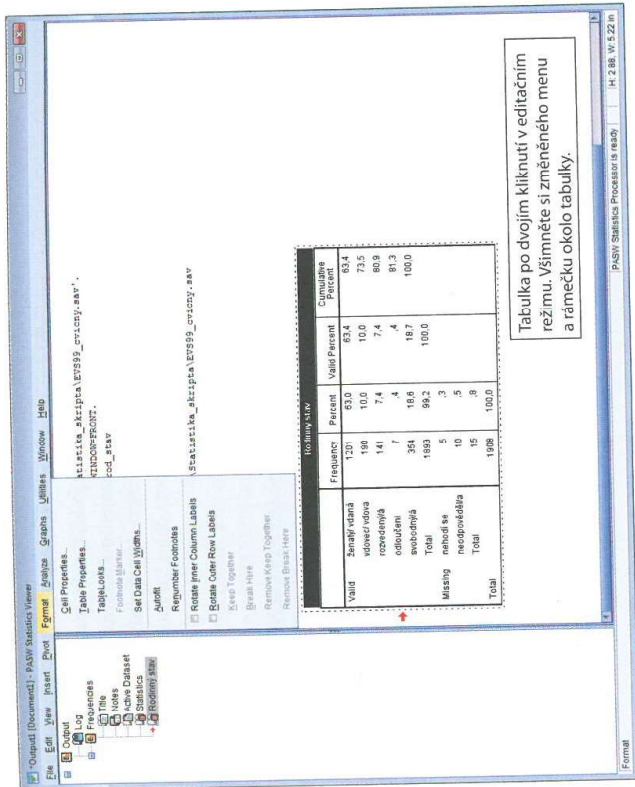 *Output1 [Document1] - PASW Statistics Viewer
File Edit View Insert Pivot Format Analyze Graphs Utilities Window Help
Output
Log
Frequencies
Title
Notes
Active Dataset
Statistics
Rodinný stav
Cell Properties...
Table Properties...
TableLooks...
Footnote Marker...
Set Data Cell Widths...
Autofit
Renumber Footnotes
Rotate Inner Column Labels
Rotate Outer Row Labels
Keep Together
Break Here
Remove Keep Together
Remove Break Here
atistika_skripta\EVS99_cvicny.sav'.
WINDOW=FRONT.
rod_stav
\Statistika_skripta\EVS99_cvicny.sav
Rodinný stav
Frequency Percent Valid Percent Cumulative Percent
Valid ženatý/ vdaná 1201 63,0 63,4 63,4
vdovec/ vdova 190 10,0 10,0 73,5
rozvedený/á 141 7,4 7,4 80,9
odloučeni 7 ,4 ,4 81,3
svobodný/á 354 18,6 18,7 100,0
Total 1893 99,2 100,0
Missing nehodí se 5 ,3
neodpověděl/a 10 ,5
Total 15 ,8
Total 1908 100,0
Tabulka po dvojím kliknutí v editačním
režimu. Všimněte si změněného menu
a rámečku okolo tabulky.
Format
PASW Statistics Processor is ready
H: 2.88, W: 5.22 in